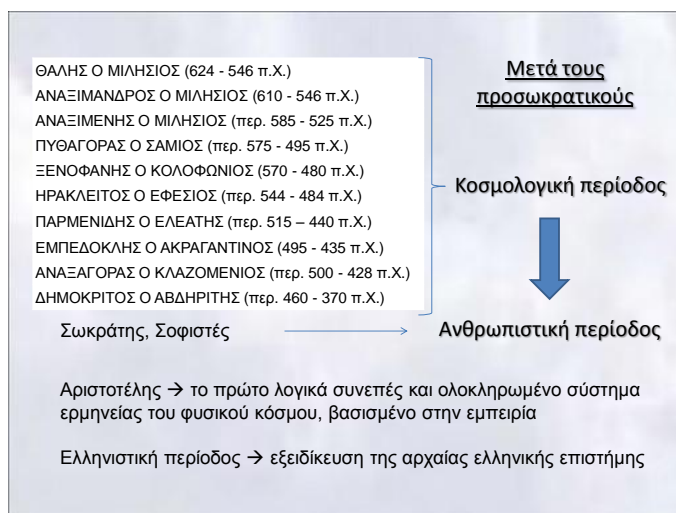 ΘΑΛΗΣ Ο ΜΙΛΗΣΙΟΣ (624 - 546 π.Χ.)
ΑΝΑΞΙΜΑΝΔΡΟΣ Ο ΜΙΛΗΣΙΟΣ (610 - 546 π.Χ.)
ΑΝΑΞΙΜΕΝΗΣ Ο ΜΙΛΗΣΙΟΣ (περ. 585 - 525 π.Χ.)
ΠΥΘΑΓΟΡΑΣ Ο ΣΑΜΙΟΣ (περ. 575 - 495 π.Χ.)
ΞΕΝΟΦΑΝΗΣ Ο ΚΟΛΟΦΩΝΙΟΣ (570 - 480 π.Χ.)
ΗΡΑΚΛΕΙΤΟΣ Ο ΕΦΕΣΙΟΣ (περ. 544 - 484 π.Χ.)
ΠΑΡΜΕΝΙΔΗΣ Ο ΕΛΕΑΤΗΣ (περ. 515 – 440 π.Χ.)
ΕΜΠΕΔΟΚΛΗΣ Ο ΑΚΡΑΓΑΝΤΙΝΟΣ (495 - 435 π.Χ.)
ΑΝΑΞΑΓΟΡΑΣ Ο ΚΛΑΖΟΜΕΝΙΟΣ (περ. 500 - 428 π.Χ.)
ΔΗΜΟΚΡΙΤΟΣ Ο ΑΒΔΗΡΙΤΗΣ (περ. 460 - 370 π.Χ.)
Μετά τους
προσωκρατικούς
Κοσμολογική περίοδος
Σωκράτης, Σοφιστές
Ανθρωπιστική περίοδος
Αριστοτέλης → το πρώτο λογικά συνεπές και ολοκληρωμένο σύστημα
ερμηνείας του φυσικού κόσμου, βασισμένο στην εμπειρία
Ελληνιστική περίοδος → εξειδίκευση της αρχαίας ελληνικής επιστήμης